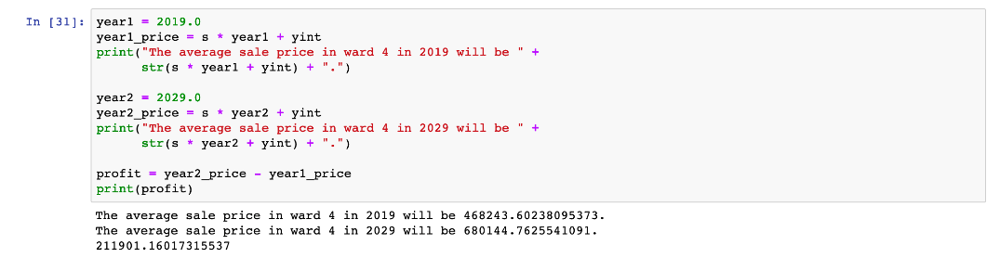 In [31]: year1 = 2019.0
year1_price = s * year1 + yint
print("The average sale price in ward 4 in 2019 will be " +
      str(s * year1 + yint) + ".")

year2 = 2029.0
year2_price = s * year2 + yint
print("The average sale price in ward 4 in 2029 will be " +
      str(s * year2 + yint) + ".")

profit = year2_price - year1_price
print(profit)
The average sale price in ward 4 in 2019 will be 468243.60238095373.
The average sale price in ward 4 in 2029 will be 680144.7625541091.
211901.16017315537